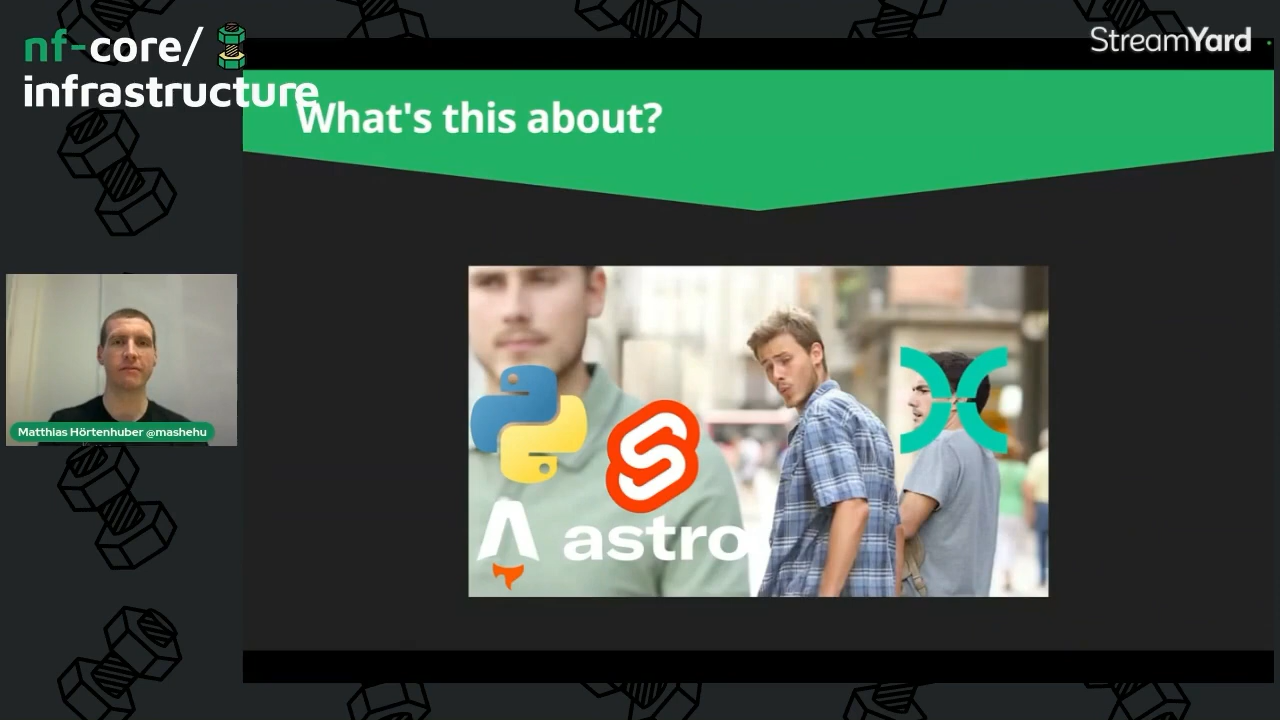 nf-core/
infrastructure
StreamYard
What's this about?
astro
Matthias Hörtenhuber @mashehu